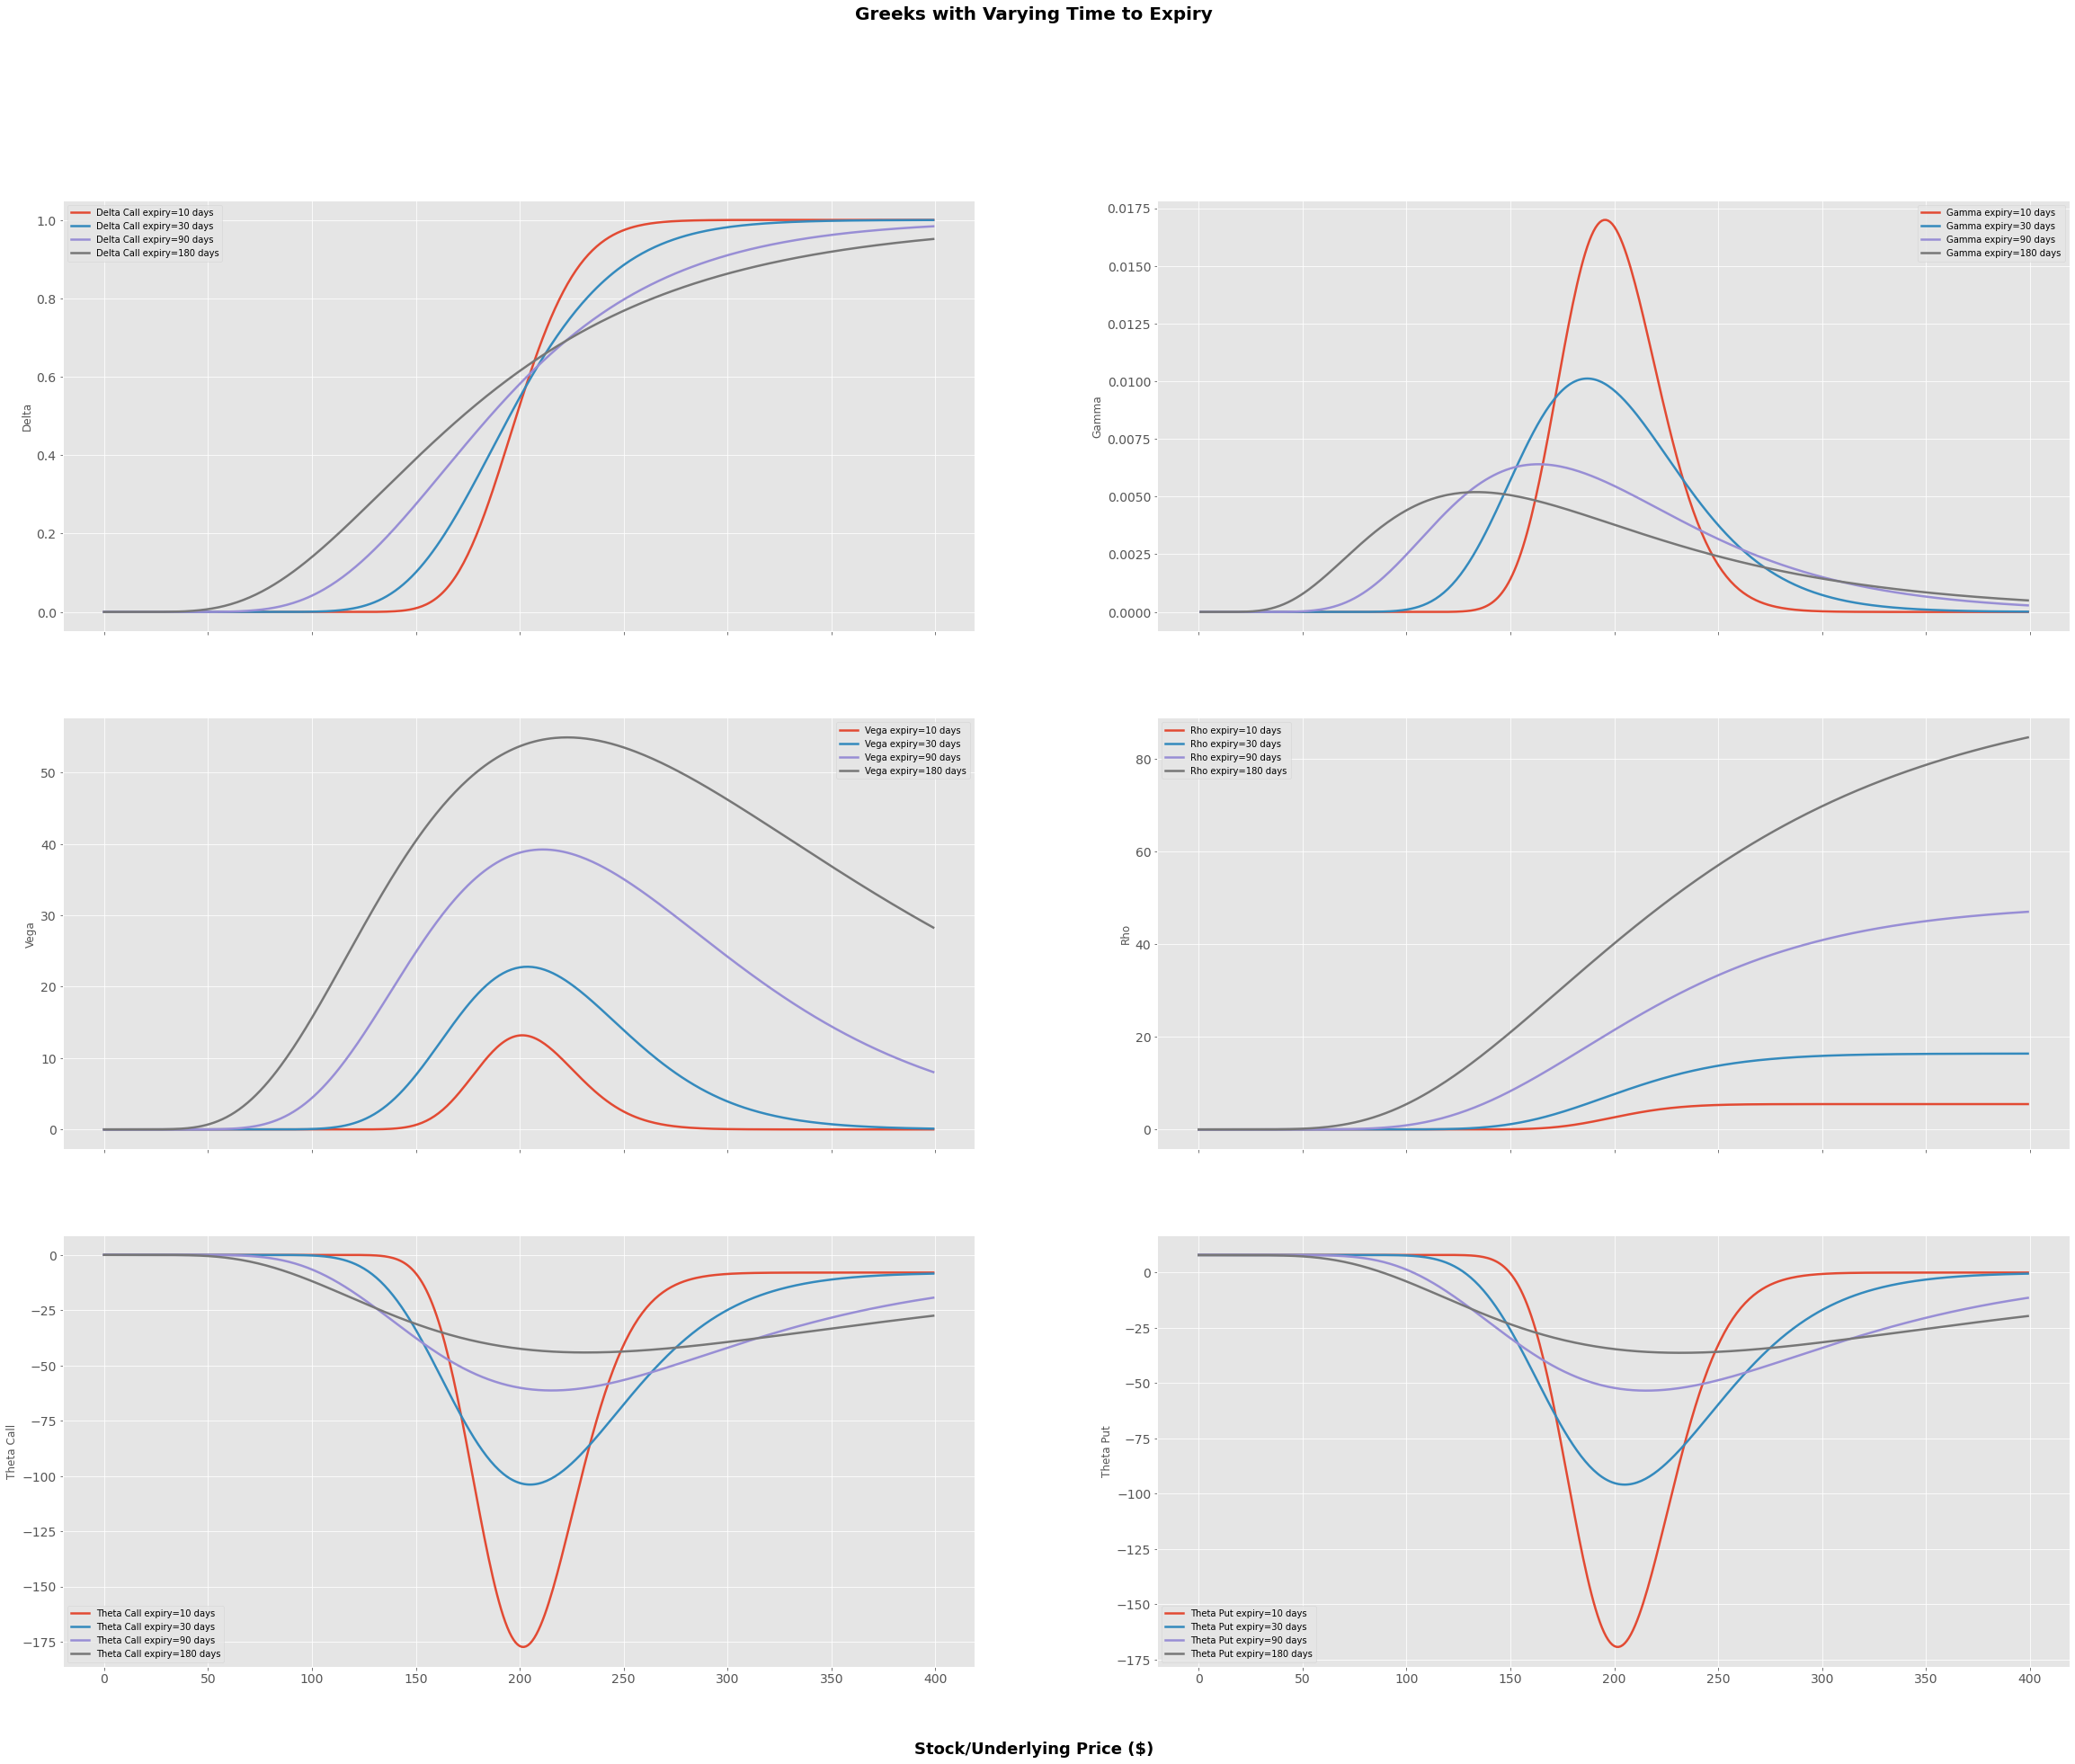 Greeks with Varying Time to Expiry
Delta Call expiry=10 days
Delta Call expiry=30 days
Delta Call expiry=90 days
Delta Call expiry=180 days
1.0
0.8
0.6
0.4
0.2
0.0
Delta
Gamma expiry=10 days
Gamma expiry=30 days
Gamma expiry=90 days
Gamma expiry=180 days
0.0175
0.0150
0.0125
0.0100
0.0075
0.0050
0.0025
0.0000
Gamma
Vega expiry=10 days
Vega expiry=30 days
Vega expiry=90 days
Vega expiry=180 days
50
40
30
20
10
0
Vega
Rho expiry=10 days
Rho expiry=30 days
Rho expiry=90 days
Rho expiry=180 days
80
60
40
20
0
Rho
0
−25
−50
−75
−100
−125
−150
−175
Theta Call
Theta Call expiry=10 days
Theta Call expiry=30 days
Theta Call expiry=90 days
Theta Call expiry=180 days
0 50 100 150 200 250 300 350 400
0
−25
−50
−75
−100
−125
−150
−175
Theta Put
Theta Put expiry=10 days
Theta Put expiry=30 days
Theta Put expiry=90 days
Theta Put expiry=180 days
0 50 100 150 200 250 300 350 400
Stock/Underlying Price ($)